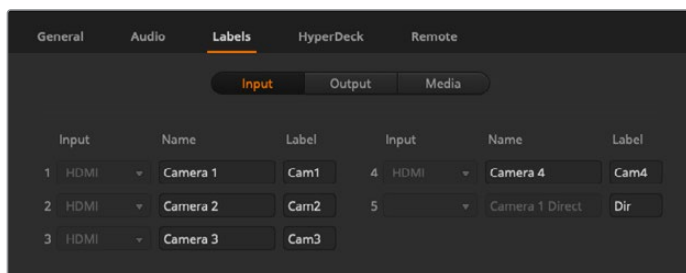 General Audio Labels HyperDeck Remote
Input Output Media
Input Name Label Input Name Label
1 HDMI Camera 1 Cam1 4 HDMI Camera 4 Cam4
2 HDMI Camera 2 Cam2 5 Camera 1 Direct Dir
3 HDMI Camera 3 Cam3